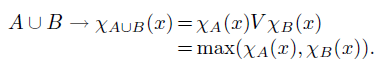 A ∪ B → χ_{A∪B}(x) = χ_A(x) V χ_B(x)
= max(χ_A(x), χ_B(x)).